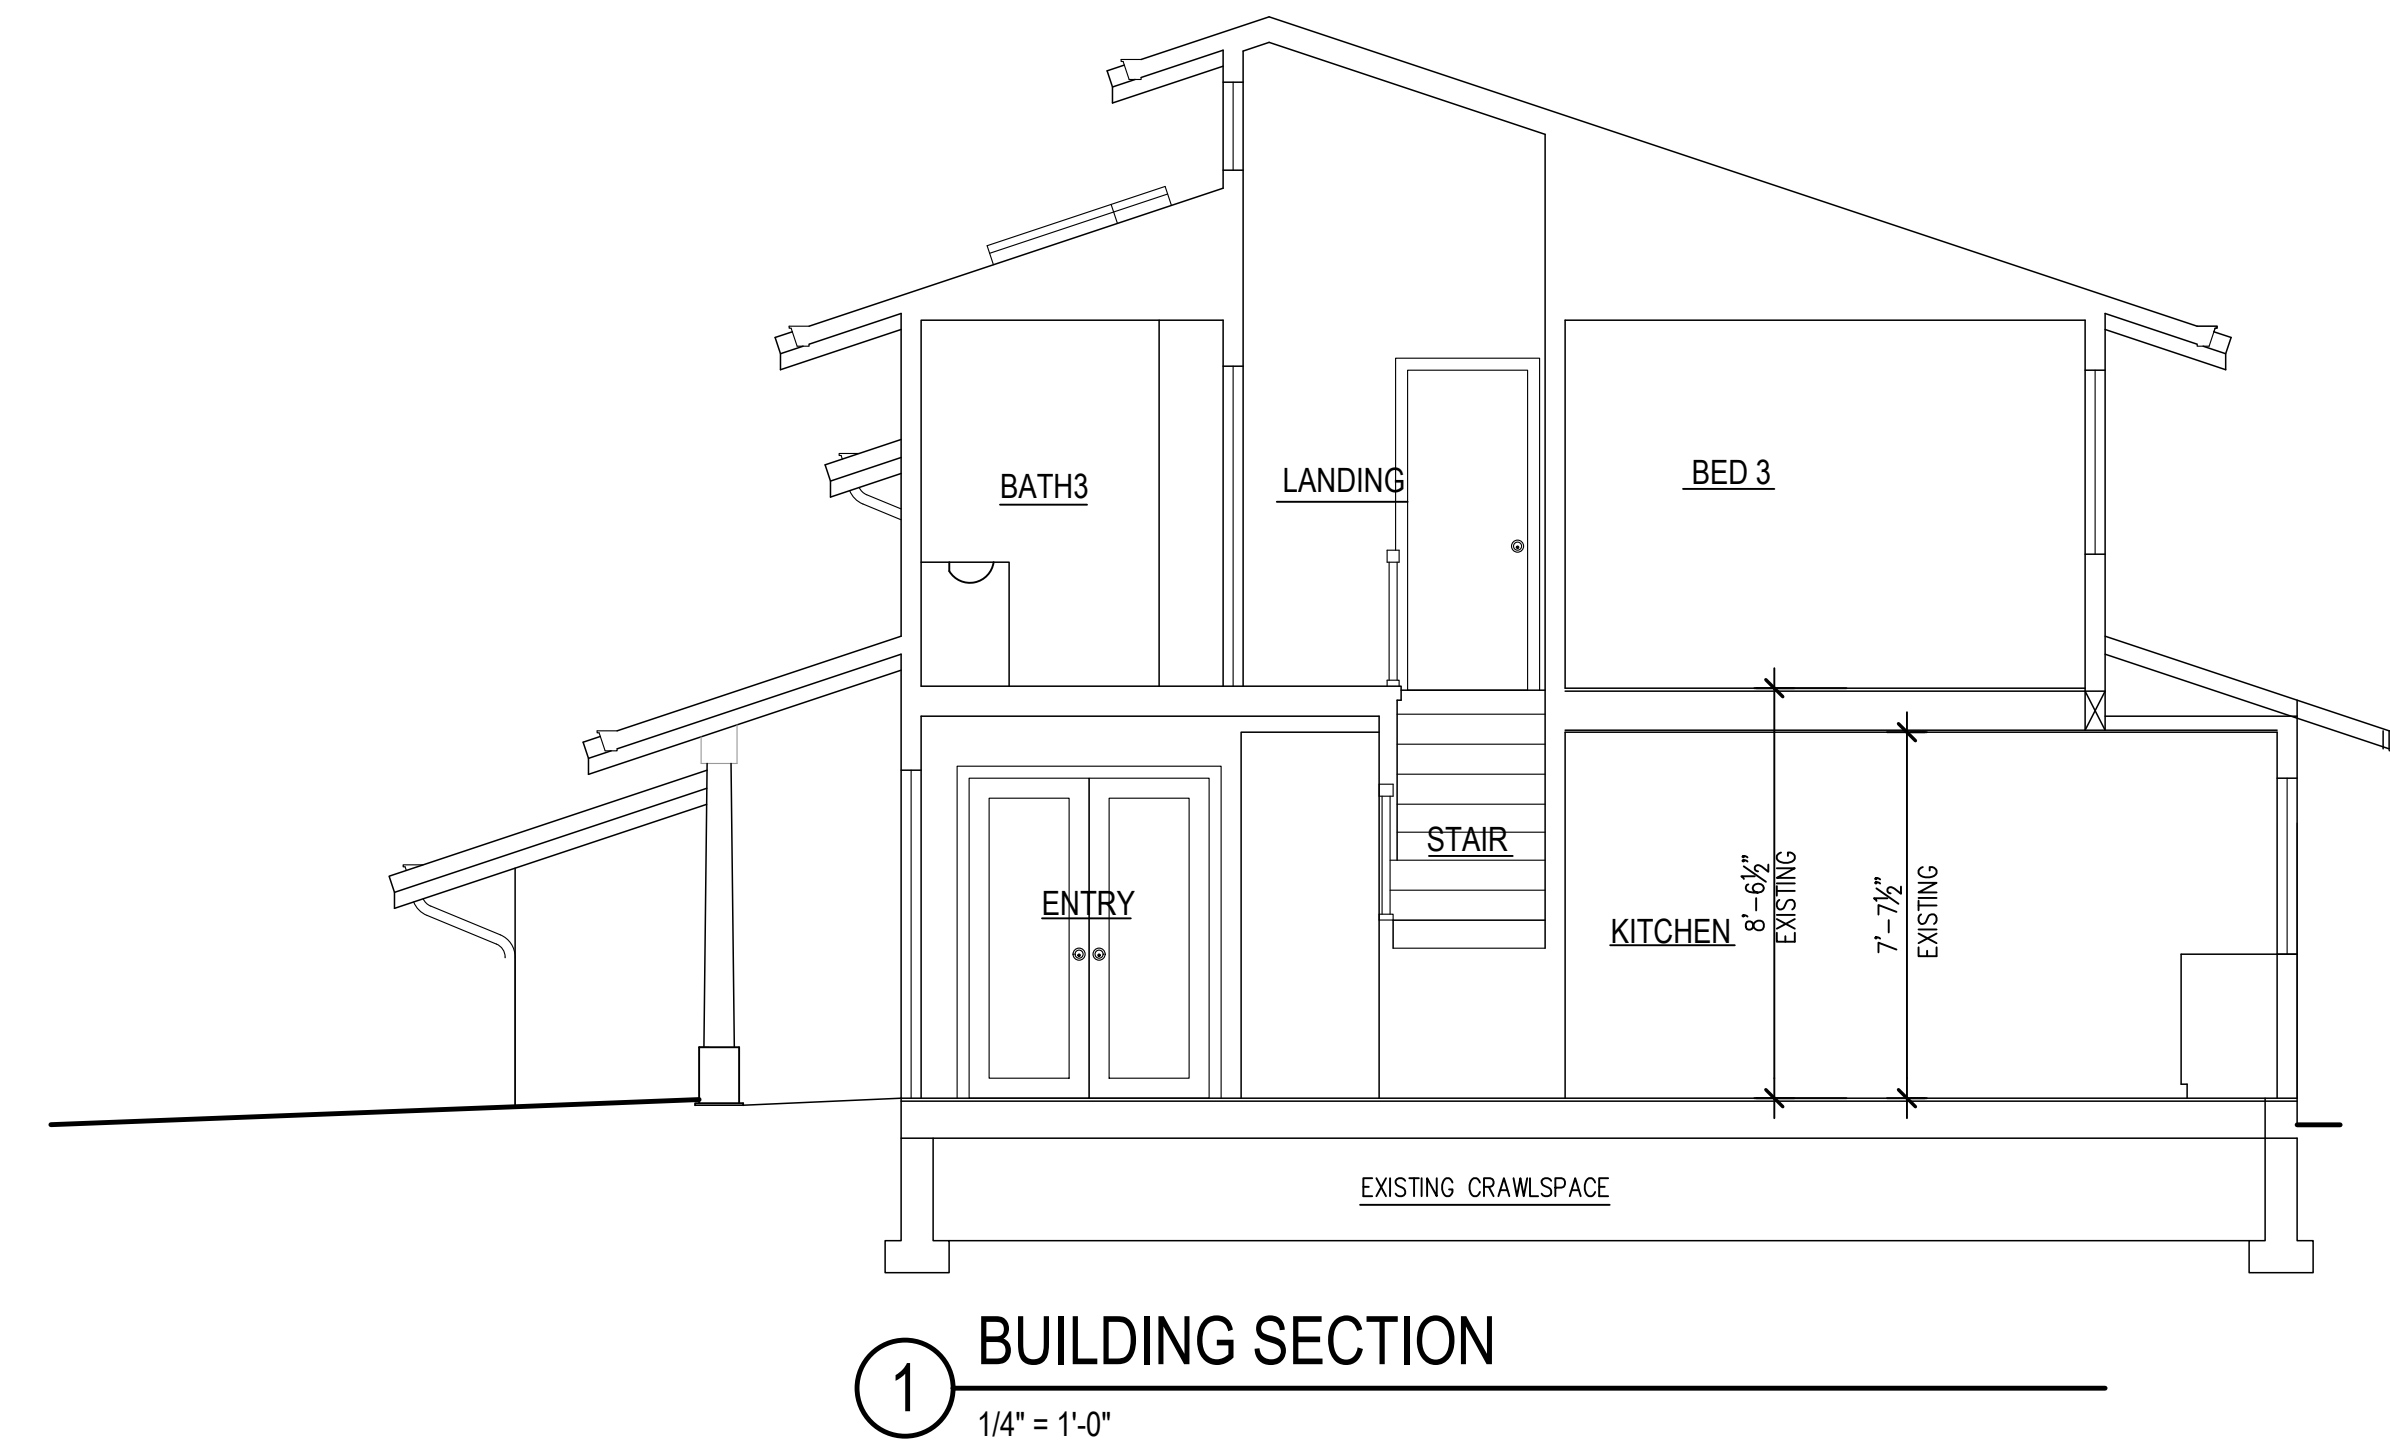 BATH3
LANDING
BED 3
ENTRY
STAIR
KITCHEN
8'-6½"
EXISTING
7'-7½"
EXISTING
EXISTING CRAWLSPACE
1
BUILDING SECTION
1/4" = 1'-0"